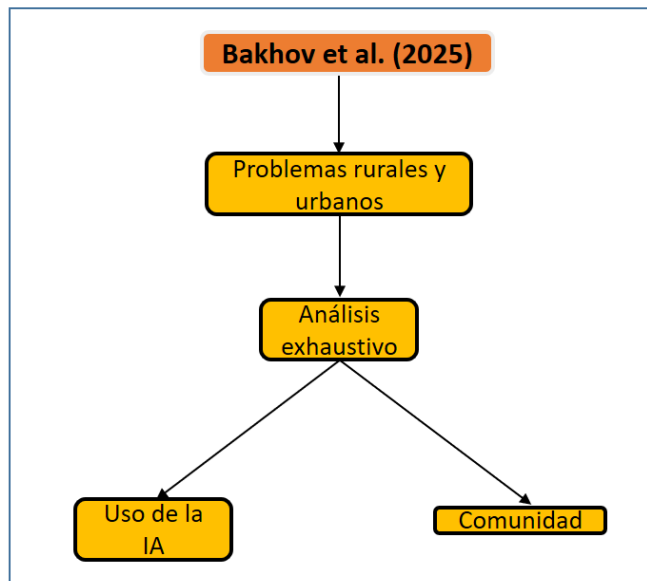 Bakhov et al. (2025)
Problemas rurales y
urbanos
Análisis
exhaustivo
Uso de la
IA
Comunidad